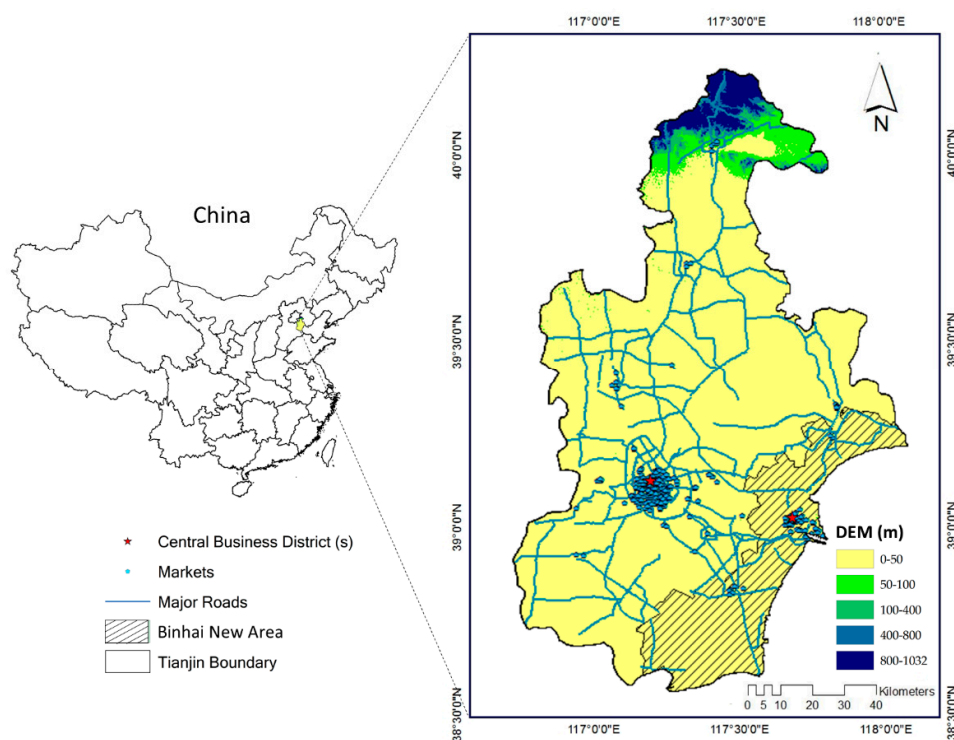 117°0'0"E 117°30'0"E 118°0'0"E
China
N
40°0'0"N
40°0'0"N
39°30'0"N
39°30'0"N
39°0'0"N
39°0'0"N
38°30'0"N
38°30'0"N
Central Business District (s)
Markets
Major Roads
Binhai New Area
Tianjin Boundary
DEM (m)
0-50
50-100
100-400
400-800
800-1032
Kilometers
0 5 10 20 30 40
117°0'0"E 117°30'0"E 118°0'0"E